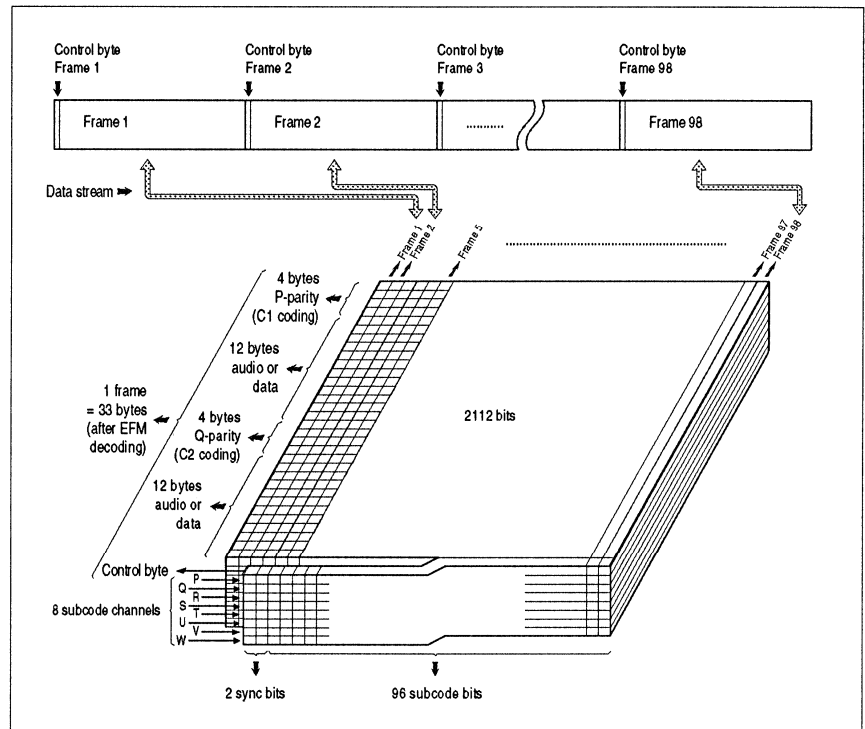 Control byte
Frame 1
Control byte
Frame 2
Control byte
Frame 3
Control byte
Frame 98
Frame 1
Frame 2
..........
Frame 98
Data stream
Frame 1
Frame 2
Frame 5
Frame 97
Frame 98
4 bytes
P-parity
(C1 coding)
12 bytes
audio or
data
1 frame
= 33 bytes
(after EFM
decoding)
4 bytes
Q-parity
(C2 coding)
12 bytes
audio or
data
2112 bits
Control byte
8 subcode channels
P
Q
R
S
T
U
V
W
2 sync bits
96 subcode bits